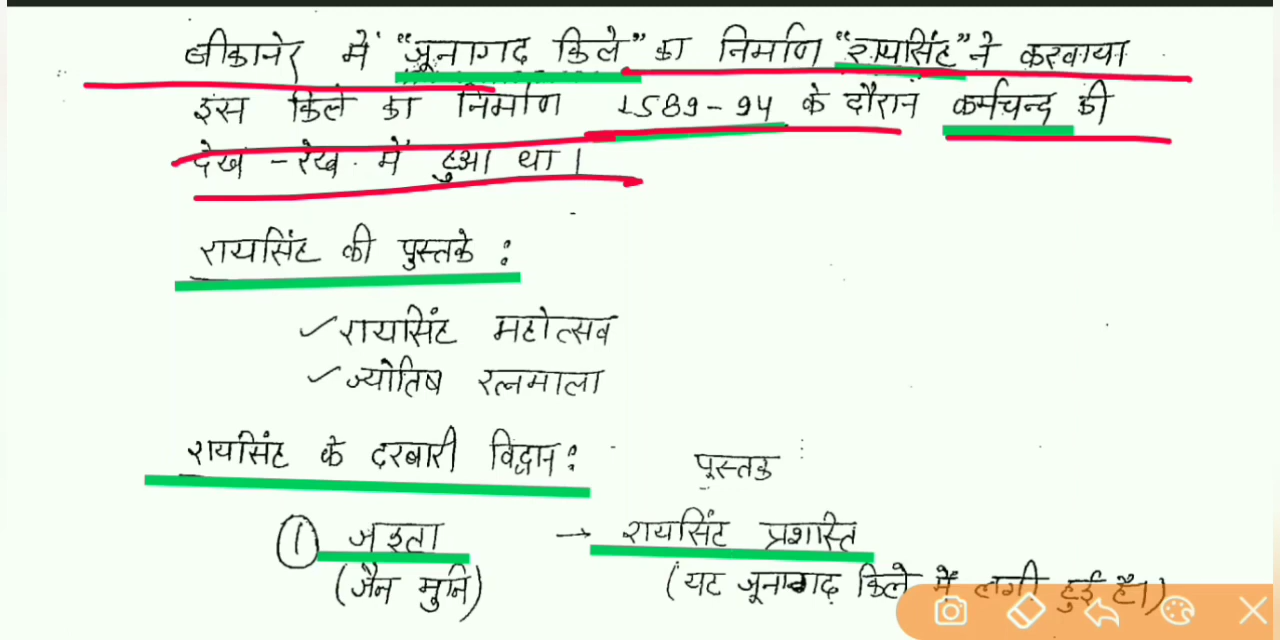 बीकानेर में "जूनागढ किले" का निर्माण "रायसिंह" ने करवाया
इस किले का निर्माण 1589-94 के दौरान कर्मचन्द की
देख-रेख में हुआ था।
रायसिंह की पुस्तके :
✓ रायसिंह महोत्सव
✓ ज्योतिष रत्नमाला
रायसिंह के दरबारी विद्वान : पुस्तक
① जइता → रायसिंह प्रशस्ति
(जैन मुनि) (यह जूनागढ़ किले में लगी हुई है।)